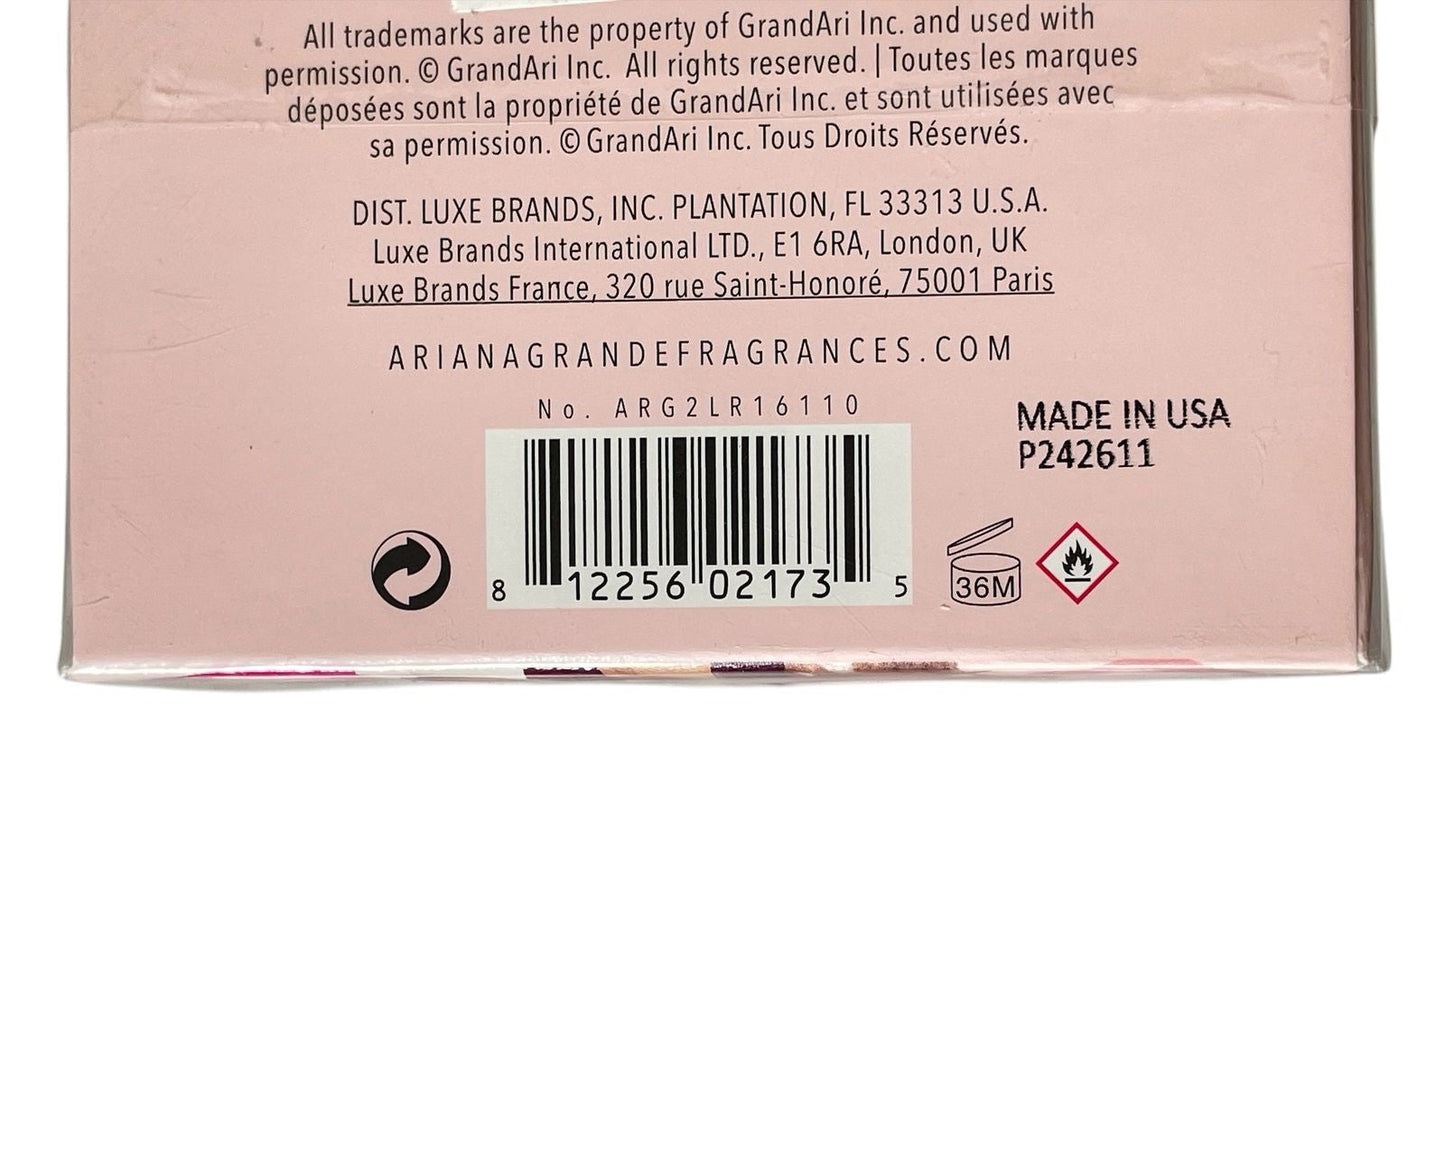 All trademarks are the property of GrandAri Inc. and used with
permission. © GrandAri Inc. All rights reserved. | Toutes les marques
déposées sont la propriété de GrandAri Inc. et sont utilisées avec
sa permission. © GrandAri Inc. Tous Droits Réservés.
DIST. LUXE BRANDS, INC. PLANTATION, FL 33313 U.S.A.
Luxe Brands International LTD., E1 6RA, London, UK
Luxe Brands France, 320 rue Saint-Honoré, 75001 Paris
ARIANAGRANDEFRAGRANCES.COM
No. ARG2LR16110
MADE IN USA
P242611
8 12256 02173 5
36M